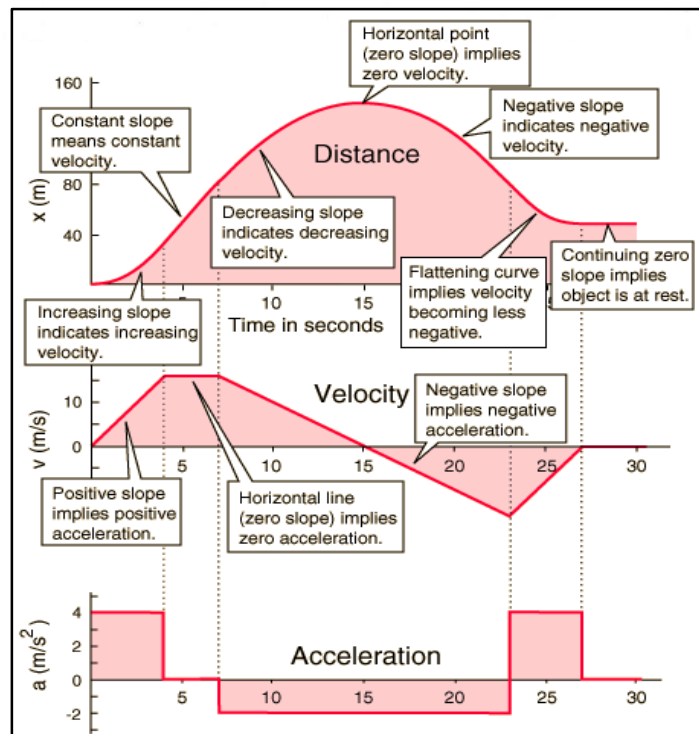 Horizontal point
(zero slope) implies
zero velocity.
160
Constant slope
means constant
velocity.
Negative slope
indicates negative
velocity.
Distance
x (m)
80
Decreasing slope
indicates decreasing
velocity.
40
Flattening curve
implies velocity
becoming less
negative.
Continuing zero
slope implies
object is at rest.
5 10 15 20
Time in seconds
Increasing slope
indicates increasing
velocity.
Velocity
Negative slope
implies negative
acceleration.
v (m/s)
10
0
5 10 15 20 25 30
Positive slope
implies positive
acceleration.
Horizontal line
(zero slope) implies
zero acceleration.
a (m/s²)
4
2
0
-2
Acceleration
5 10 15 20 25 30